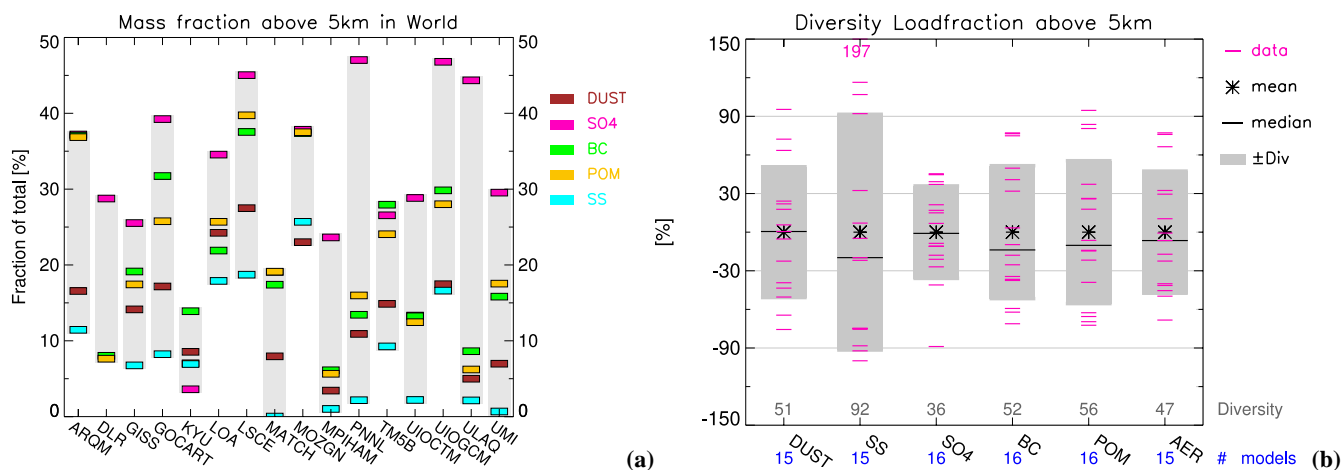 Mass fraction above 5km in World
50 50
40 40
30 30
20 20
10 10
0 0
Fraction of total [%]
ARQM DLR GISS GOCART KYU LOA LSCE MATCH MOZGN MPIHAM PNNL TM5B UIOCTM UIOGCM ULAQ UMI
DUST
SO4
BC
POM
SS
(a)
Diversity Loadfraction above 5km
150
90
30
-30
-90
-150
[%]
197
data
mean
median
±Div
51 92 36 52 56 47 Diversity
DUST SS SO4 BC POM AER
15 15 16 16 16 15 # models
(b)